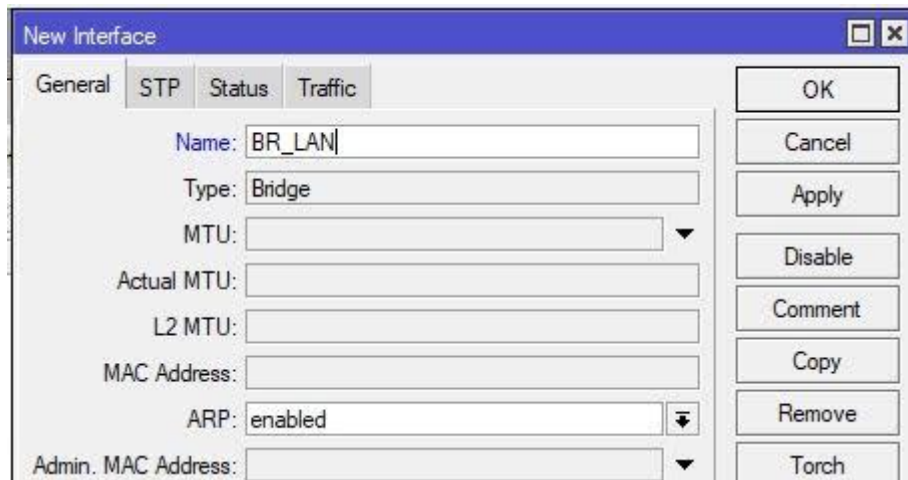 New Interface
General STP Status Traffic
Name: BR_LAN
Type: Bridge
MTU:
Actual MTU:
L2 MTU:
MAC Address:
ARP: enabled
Admin. MAC Address:
OK
Cancel
Apply
Disable
Comment
Copy
Remove
Torch